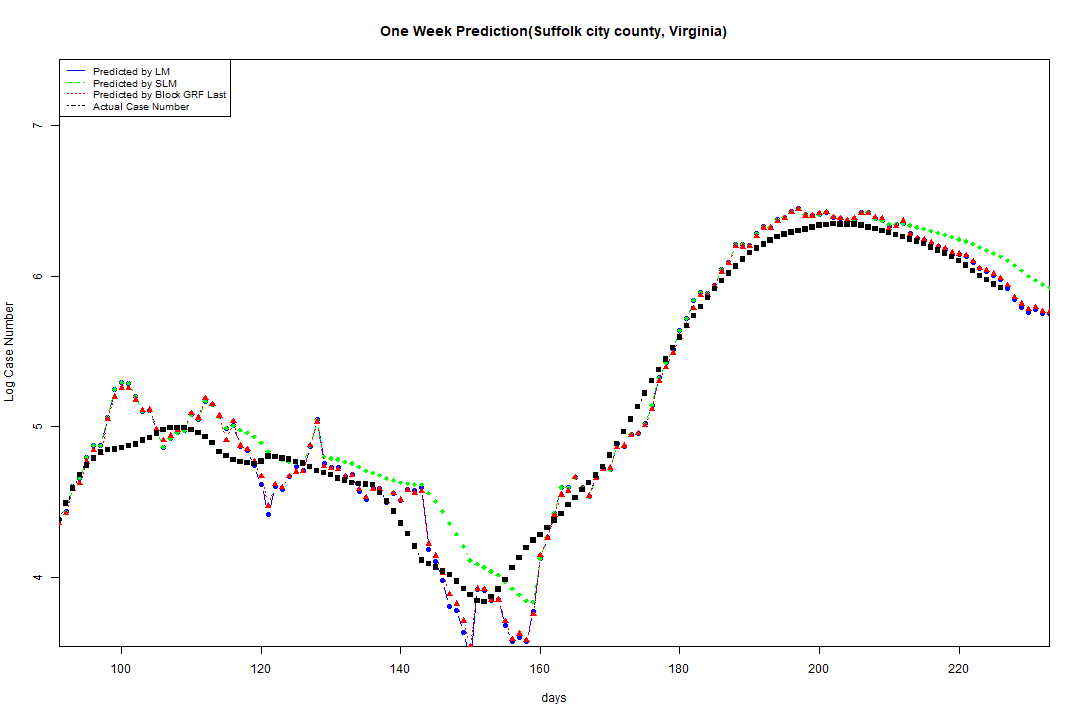 One Week Prediction(Suffolk city county, Virginia)
Predicted by LM
Predicted by SLM
Predicted by Block GRF Last
Actual Case Number
7
6
5
4
Log Case Number
100 120 140 160 180 200 220
days